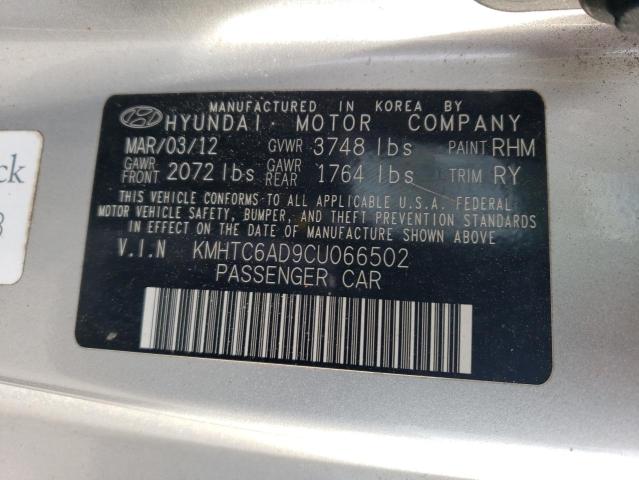 MANUFACTURED IN KOREA BY
HYUNDAI MOTOR COMPANY
MAR/03/12 GVWR 3748 lbs PAINT RHM
GAWR FRONT 2072 lbs GAWR REAR 1764 lbs TRIM RY
THIS VEHICLE CONFORMS TO ALL APPLICABLE U.S.A. FEDERAL
MOTOR VEHICLE SAFETY, BUMPER, AND THEFT PREVENTION STANDARDS
IN EFFECT ON THE DATE OF MANUFACTURE SHOWN ABOVE.
V.I.N KMHTC6AD9CU066502
PASSENGER CAR
ck
3